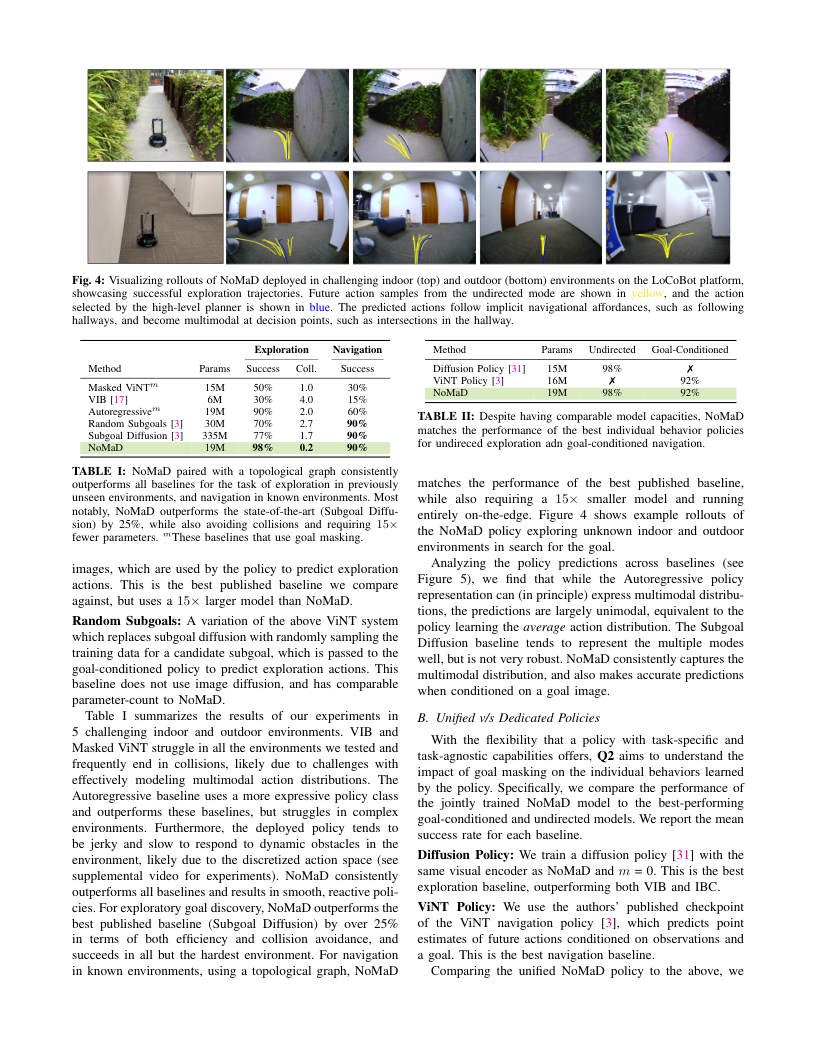 Fig. 4: Visualizing rollouts of NoMaD deployed in challenging indoor (top) and outdoor (bottom) environments on the LoCoBot platform,
showcasing successful exploration trajectories. Future action samples from the undirected mode are shown in yellow, and the action
selected by the high-level planner is shown in blue. The predicted actions follow implicit navigational affordances, such as following
hallways, and become multimodal at decision points, such as intersections in the hallway.
Exploration Navigation
Method Params Success Coll. Success
Masked ViNTᵐ 15M 50% 1.0 30%
VIB [17] 6M 30% 4.0 15%
Autoregressiveᵐ 19M 90% 2.0 60%
Random Subgoals [3] 30M 70% 2.7 90%
Subgoal Diffusion [3] 335M 77% 1.7 90%
NoMaD 19M 98% 0.2 90%
TABLE I: NoMaD paired with a topological graph consistently
outperforms all baselines for the task of exploration in previously
unseen environments, and navigation in known environments. Most
notably, NoMaD outperforms the state-of-the-art (Subgoal Diffu-
sion) by 25%, while also avoiding collisions and requiring 15×
fewer parameters. ᵐThese baselines that use goal masking.
images, which are used by the policy to predict exploration
actions. This is the best published baseline we compare
against, but uses a 15× larger model than NoMaD.
Random Subgoals: A variation of the above ViNT system
which replaces subgoal diffusion with randomly sampling the
training data for a candidate subgoal, which is passed to the
goal-conditioned policy to predict exploration actions. This
baseline does not use image diffusion, and has comparable
parameter-count to NoMaD.
Table I summarizes the results of our experiments in
5 challenging indoor and outdoor environments. VIB and
Masked ViNT struggle in all the environments we tested and
frequently end in collisions, likely due to challenges with
effectively modeling multimodal action distributions. The
Autoregressive baseline uses a more expressive policy class
and outperforms these baselines, but struggles in complex
environments. Furthermore, the deployed policy tends to
be jerky and slow to respond to dynamic obstacles in the
environment, likely due to the discretized action space (see
supplemental video for experiments). NoMaD consistently
outperforms all baselines and results in smooth, reactive poli-
cies. For exploratory goal discovery, NoMaD outperforms the
best published baseline (Subgoal Diffusion) by over 25%
in terms of both efficiency and collision avoidance, and
succeeds in all but the hardest environment. For navigation
in known environments, using a topological graph, NoMaD
Method Params Undirected Goal-Conditioned
Diffusion Policy [31] 15M 98% ✗
ViNT Policy [3] 16M ✗ 92%
NoMaD 19M 98% 92%
TABLE II: Despite having comparable model capacities, NoMaD
matches the performance of the best individual behavior policies
for undireced exploration adn goal-conditioned navigation.
matches the performance of the best published baseline,
while also requiring a 15× smaller model and running
entirely on-the-edge. Figure 4 shows example rollouts of
the NoMaD policy exploring unknown indoor and outdoor
environments in search for the goal.
Analyzing the policy predictions across baselines (see
Figure 5), we find that while the Autoregressive policy
representation can (in principle) express multimodal distribu-
tions, the predictions are largely unimodal, equivalent to the
policy learning the average action distribution. The Subgoal
Diffusion baseline tends to represent the multiple modes
well, but is not very robust. NoMaD consistently captures the
multimodal distribution, and also makes accurate predictions
when conditioned on a goal image.
B. Unified v/s Dedicated Policies
With the flexibility that a policy with task-specific and
task-agnostic capabilities offers, Q2 aims to understand the
impact of goal masking on the individual behaviors learned
by the policy. Specifically, we compare the performance of
the jointly trained NoMaD model to the best-performing
goal-conditioned and undirected models. We report the mean
success rate for each baseline.
Diffusion Policy: We train a diffusion policy [31] with the
same visual encoder as NoMaD and m = 0. This is the best
exploration baseline, outperforming both VIB and IBC.
ViNT Policy: We use the authors' published checkpoint
of the ViNT navigation policy [3], which predicts point
estimates of future actions conditioned on observations and
a goal. This is the best navigation baseline.
Comparing the unified NoMaD policy to the above, we